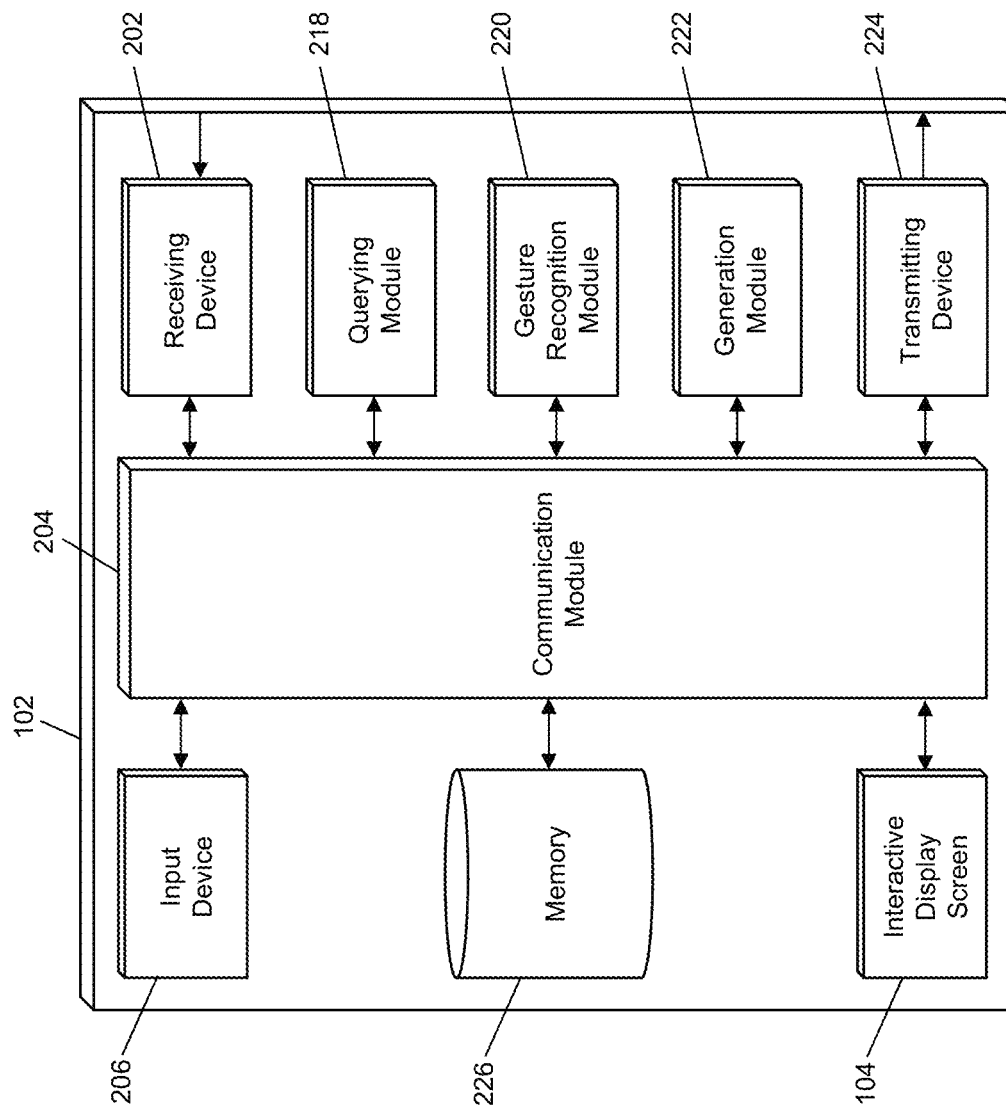 102
204
206
Input
Device
226
Memory
104
Interactive
Display
Screen
Communication
Module
Receiving
Device
202
Querying
Module
218
Gesture
Recognition
Module
220
Generation
Module
222
Transmitting
Device
224